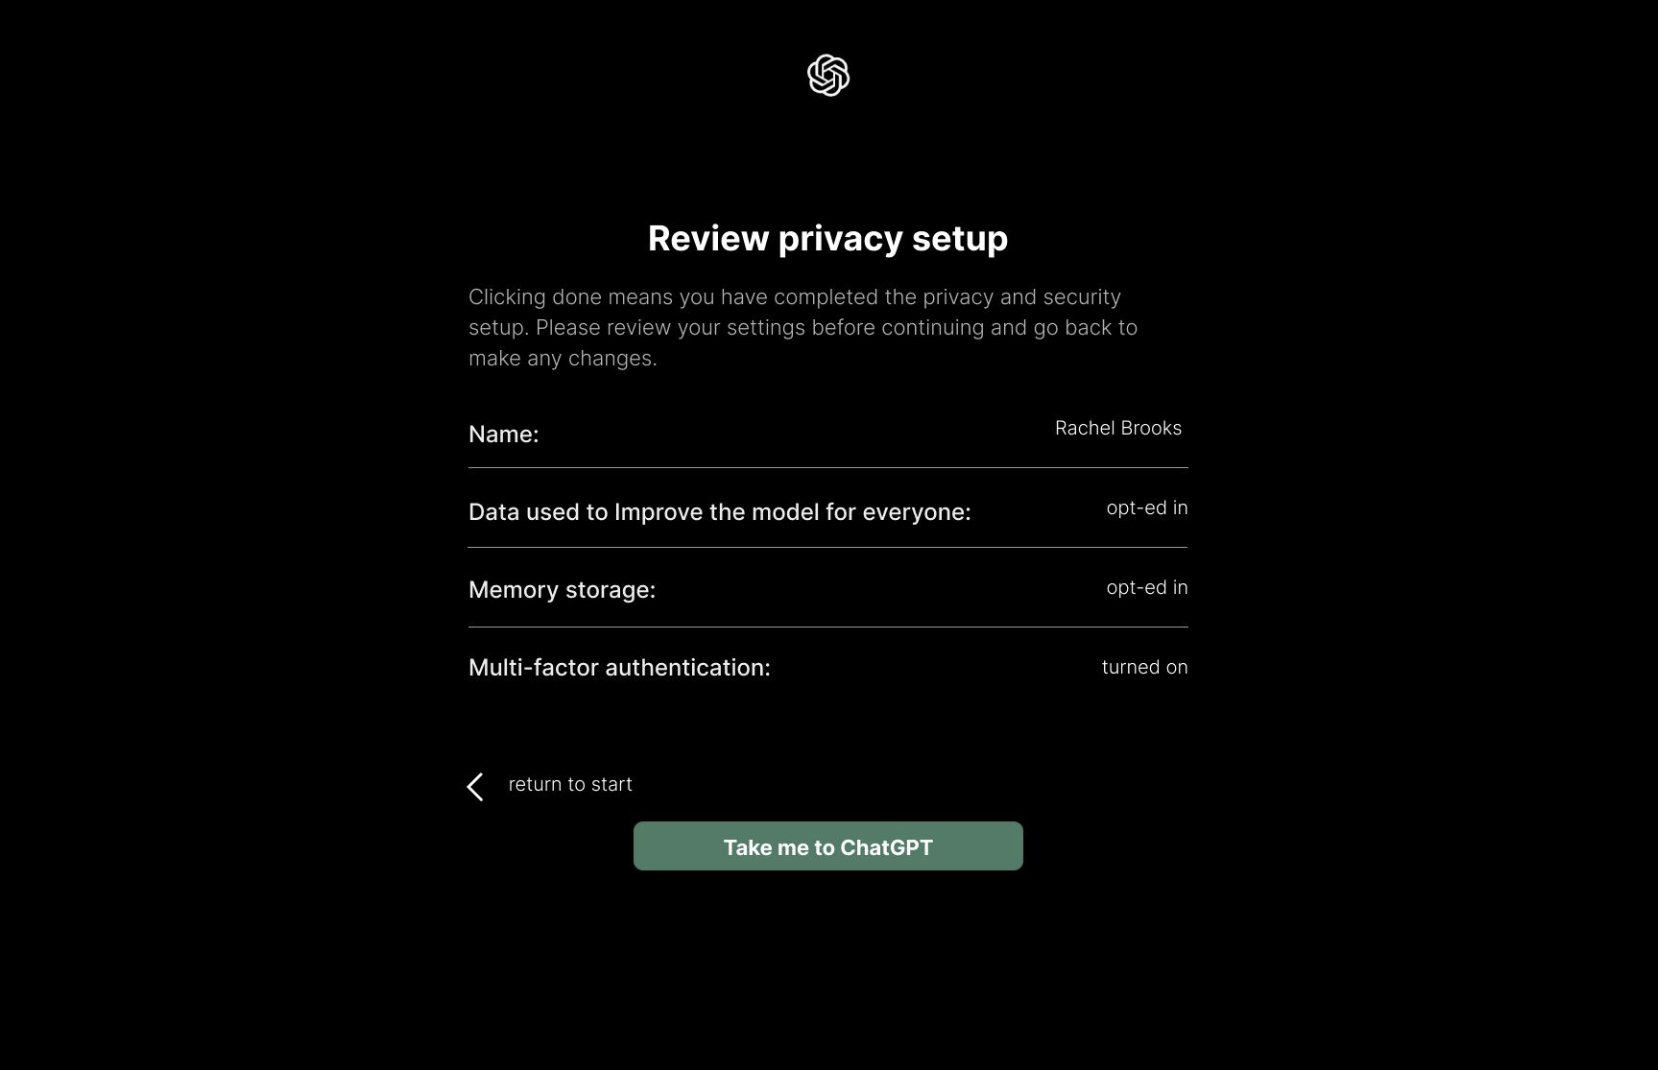 Review privacy setup
Clicking done means you have completed the privacy and security
setup. Please review your settings before continuing and go back to
make any changes.
Name: Rachel Brooks
Data used to Improve the model for everyone: opt-ed in
Memory storage: opt-ed in
Multi-factor authentication: turned on
return to start
Take me to ChatGPT